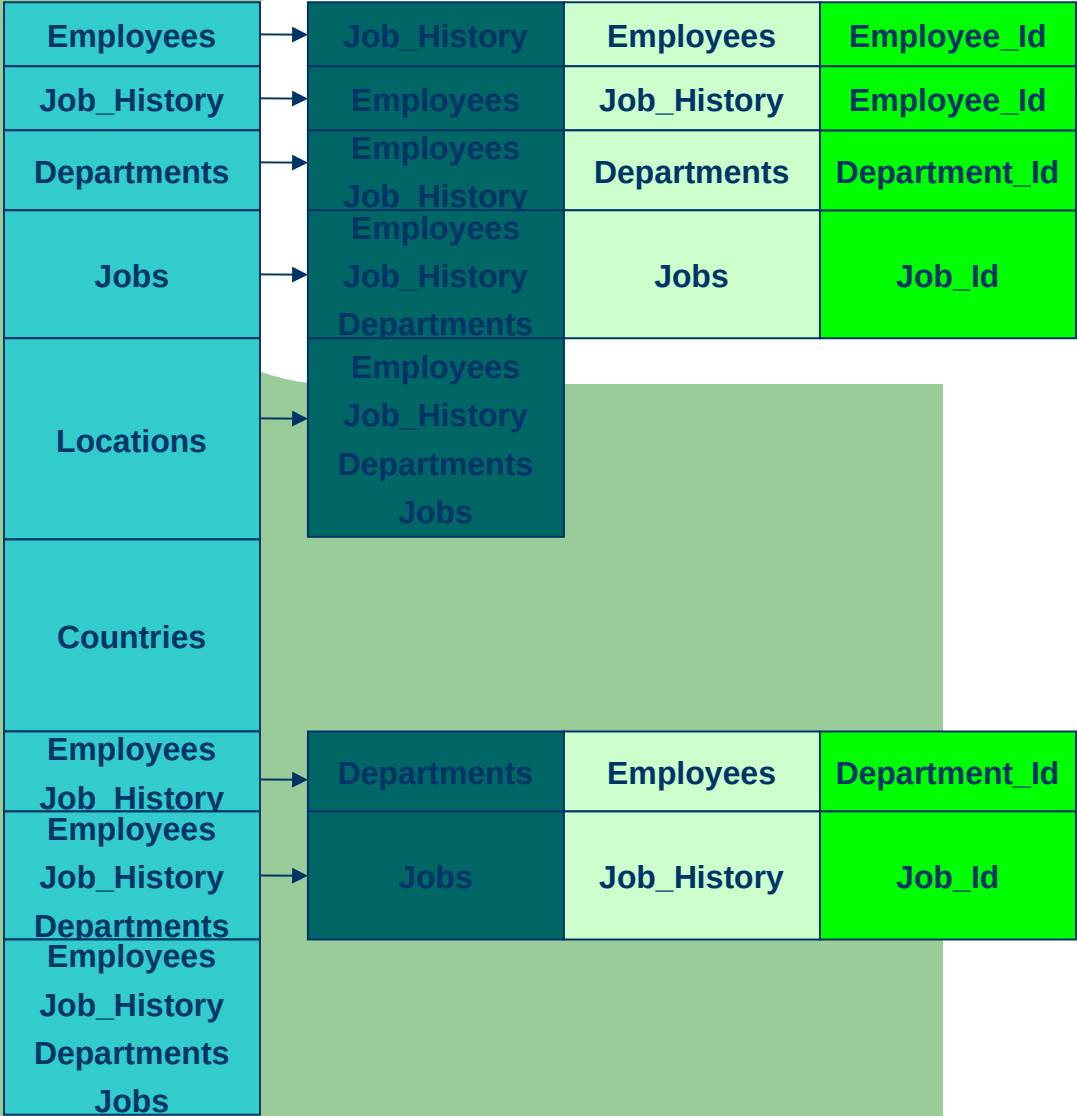 Employees Job_History Employees Employee_Id
Job_History Employees Job_History Employee_Id
Employees
Departments Departments Department_Id
Job_History
Employees
Jobs Job_History Jobs Job_Id
Departments
Employees
Job_History
Locations
Departments
Jobs
Countries
Employees
Departments Employees Department_Id
Job_History
Employees
Job_History Jobs Job_History Job_Id
Departments
Employees
Job_History
Departments
Jobs